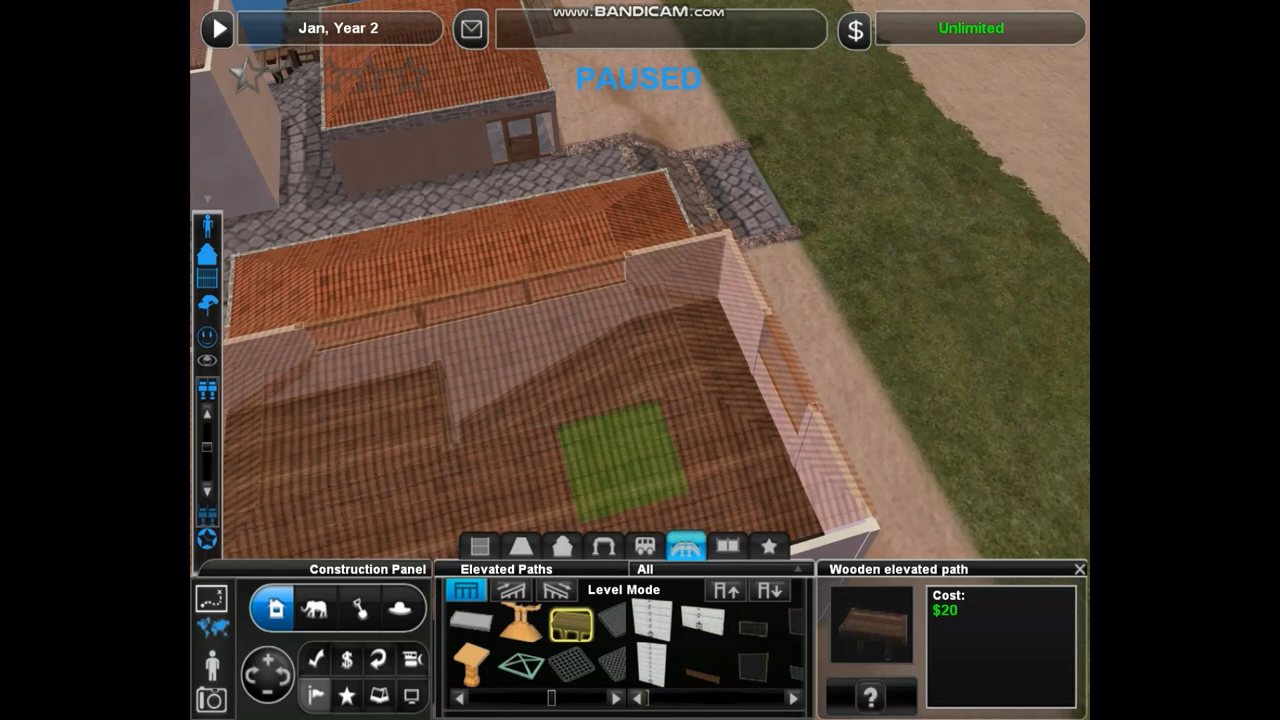 www.BANDICAM.com
Jan, Year 2
$
Unlimited
PAUSED
Construction Panel
Elevated Paths
All
Wooden elevated path
Level Mode
Cost:
$20
$
?